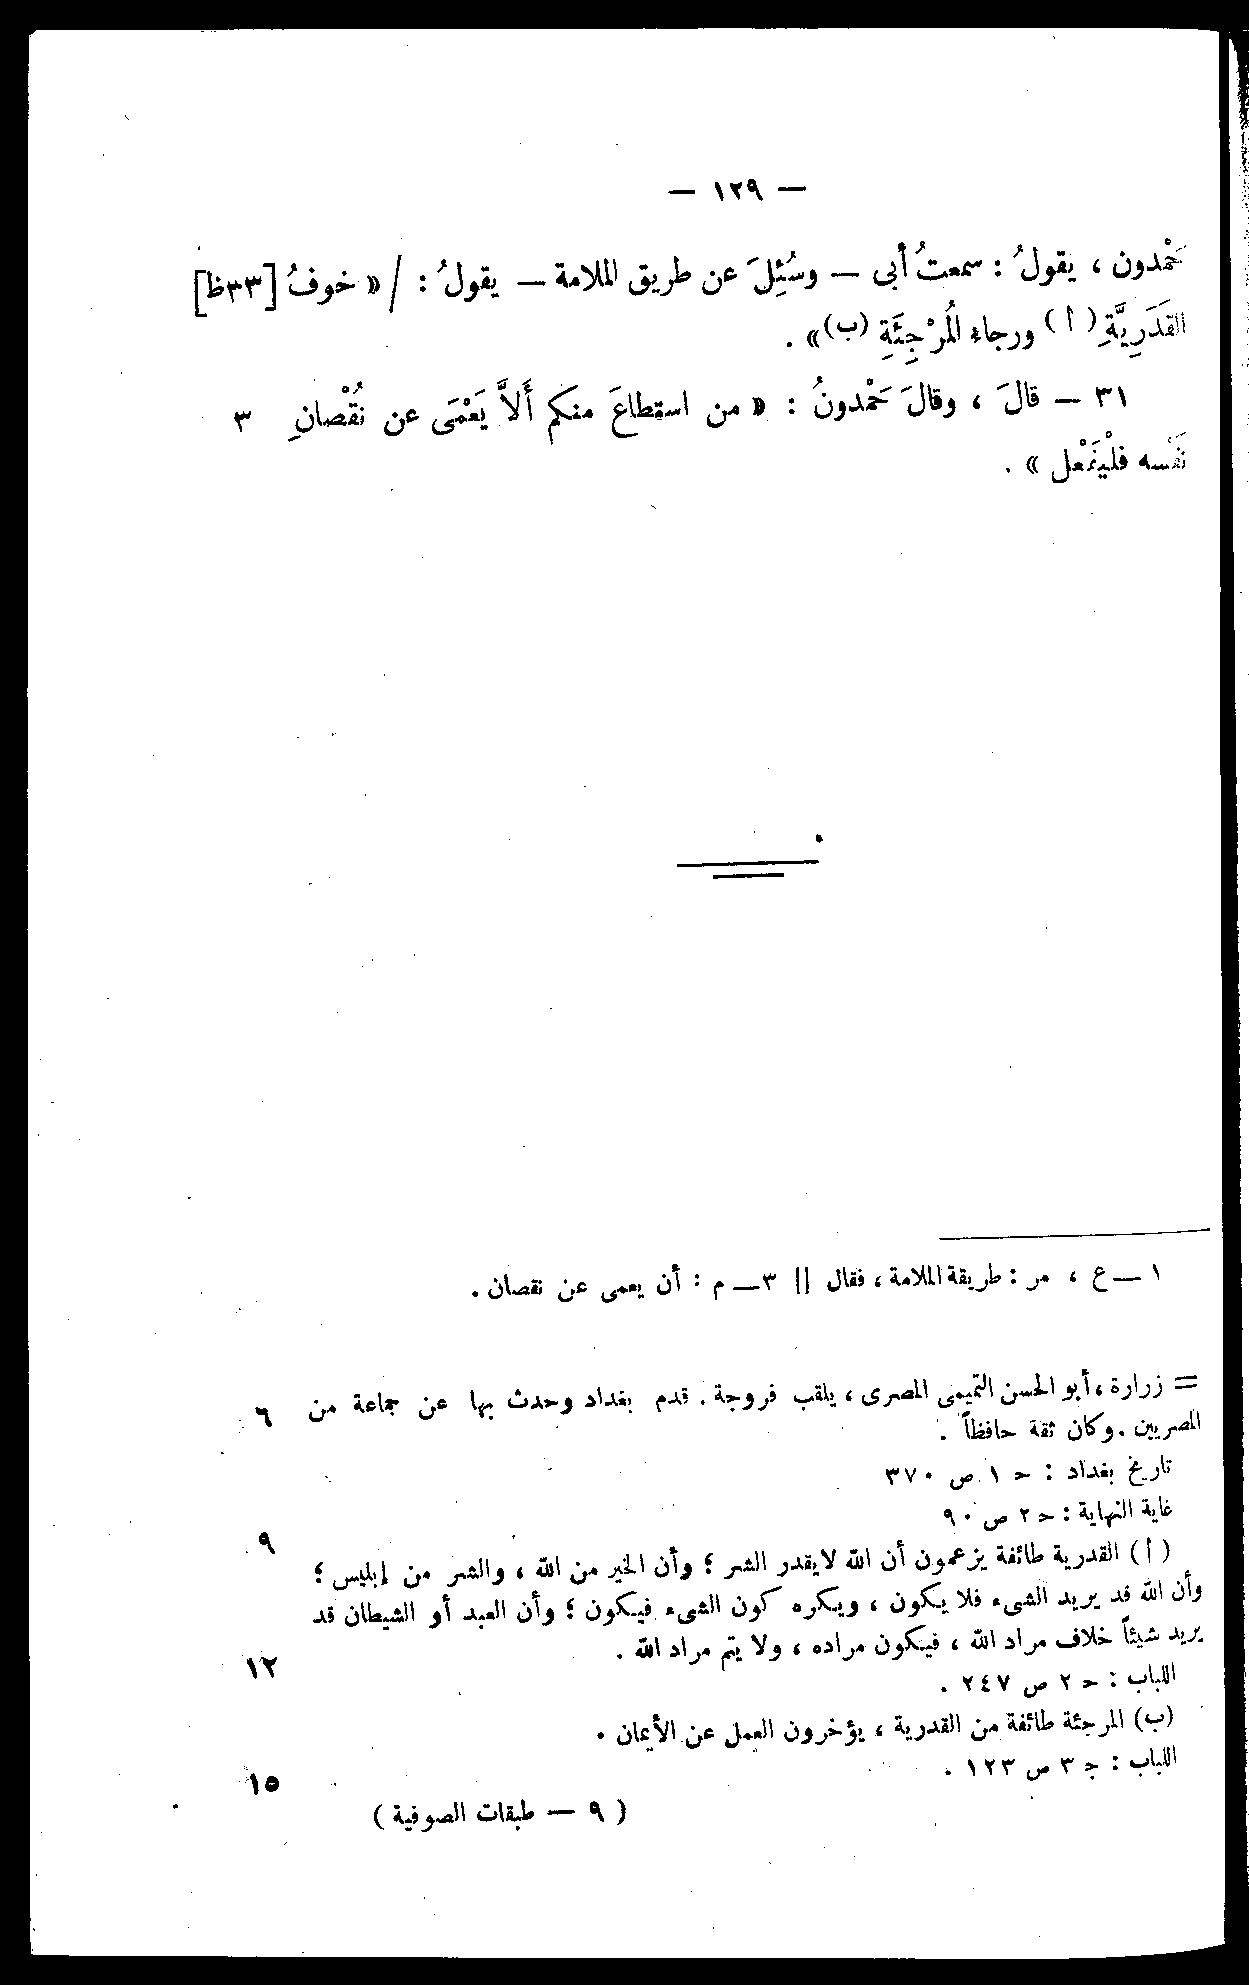 — ١٢٩ —
حَمْدون ، يقولُ : سمعتُ أبى — وسُئِلَ عن طريق الملامة — يقولُ : / « خوفُ [٣٣ظ]
القَدَرِيَّةِ (أ) ورجاء المُرْجِئَةِ (ب) » .
٣١ — قالَ ، وقالَ حَمْدونُ : « من استطاعَ منكم أَلاَّ يَعْمَى عن نُقْصانِ ٣
نَفْسه فلْيَفْعل » .
١ — ع ، مر : طريقة الملامة ، فقال || ٣ — م : أن يعمى عن نقصان .
= زرارة ، أبو الحسن التميمى المصرى ، يلقب فروجة . قدم بغداد وحدث بها عن جماعة من ٦
المصريين . وكان ثقة حافظاً .
تاريخ بغداد : حـ ١ ص ٣٧٠
غاية النهاية : حـ ٢ ص ٩٠
٩
(أ) القدرية طائفة يزعمون أن الله لا يقدر الشر ؛ وأن الخير من الله ، والشر من إبليس ؛
وأن الله قد يريد الشىء فلا يكون ، ويكره كون الشىء فيكون ؛ وأن العبد أو الشيطان قد
يريد شيئاً خلاف مراد الله ، فيكون مراده ، ولا يتم مراد الله . ١٢
اللباب : حـ ٢ ص ٢٤٧ .
(ب) المرجئة طائفة من القدرية ، يؤخرون العمل عن الأيمان .
اللباب : جـ ٣ ص ١٢٣ . ١٥
( ٩ — طبقات الصوفية )